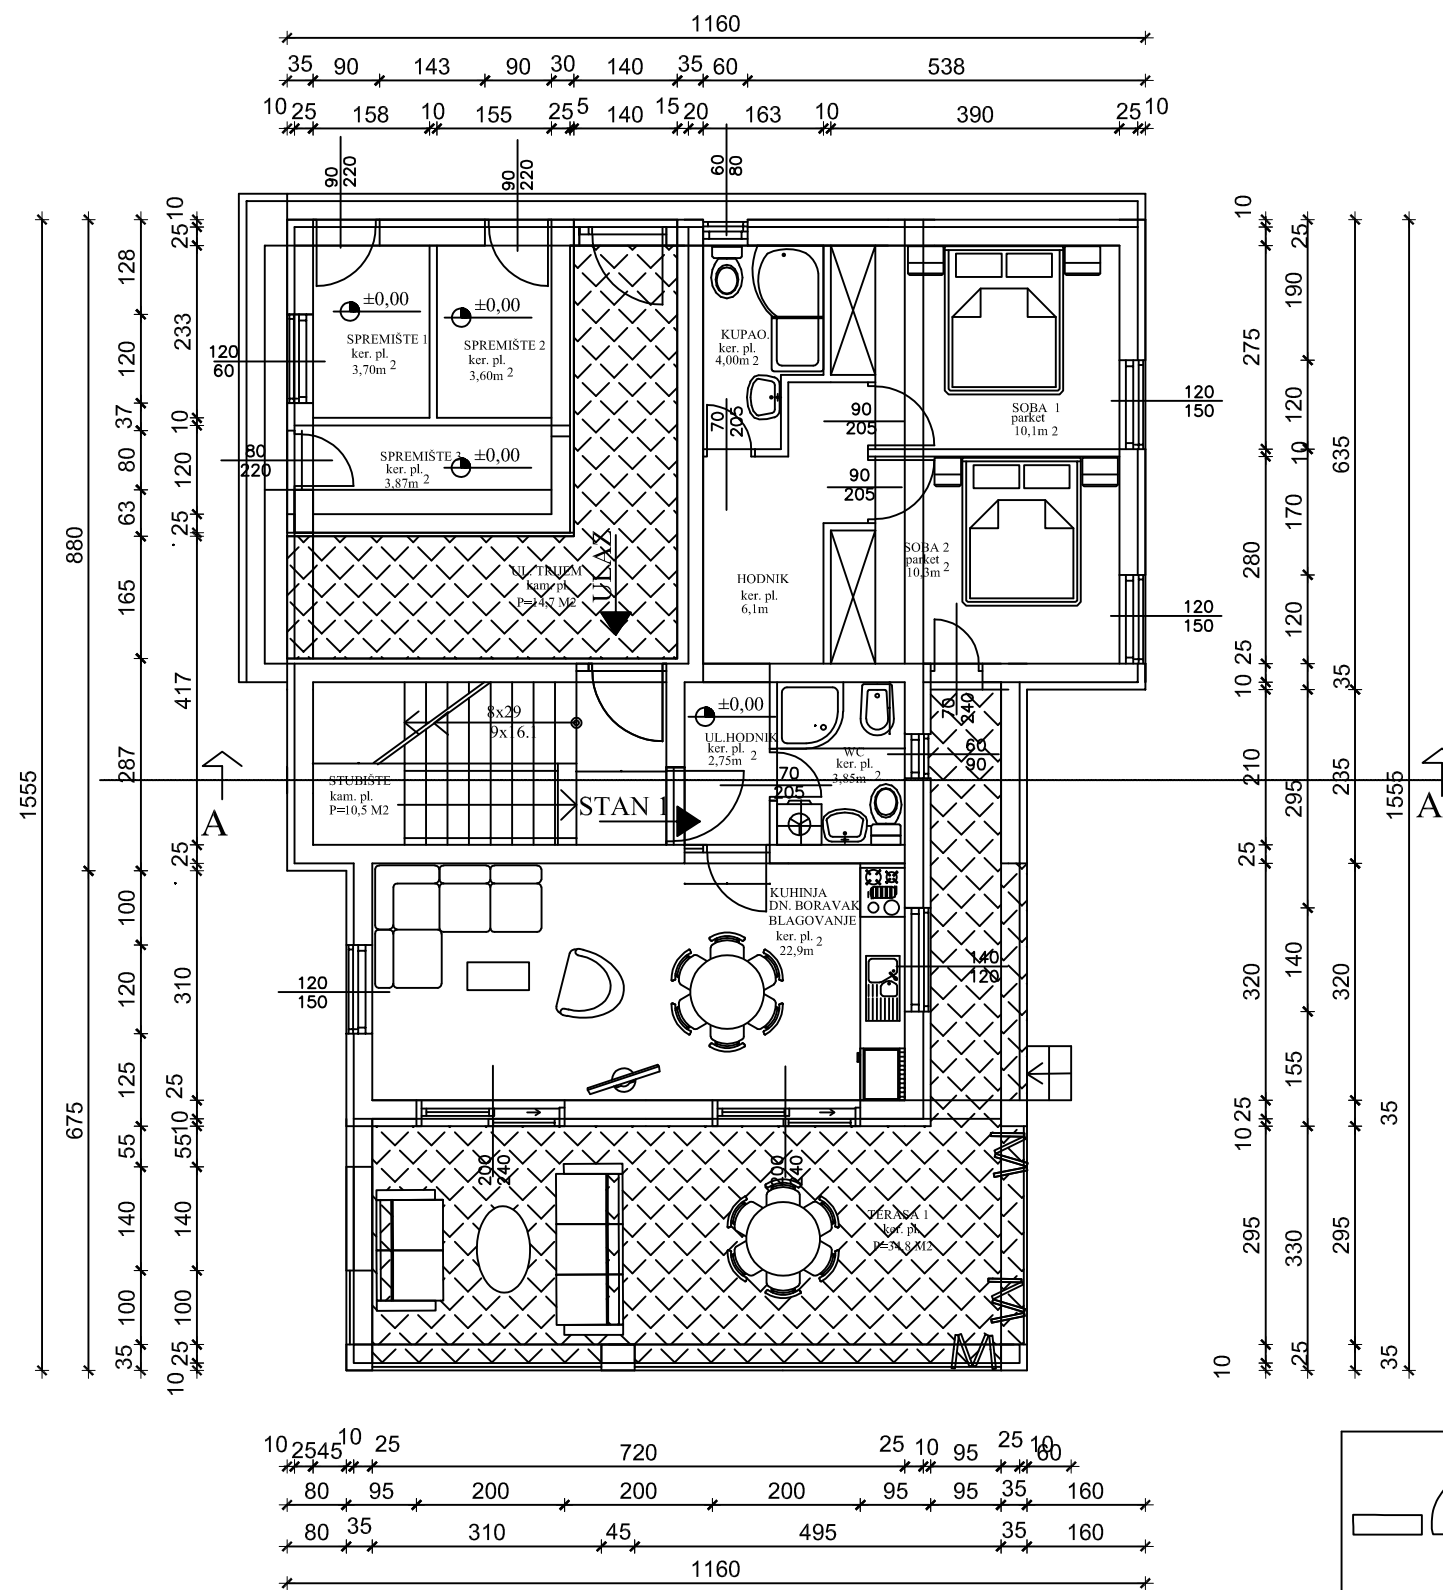 1160
35 90 143 90 30 140 35 60 538
10 25 158 10 155 25 5 140 15 20 163 10 390 25 10
90
220
90
220
60
80
±0,00
±0,00
SPREMIŠTE 1
ker. pl.
3,70m 2
SPREMIŠTE 2
ker. pl.
3,60m 2
SPREMIŠTE 3
ker. pl.
3,87m 2
±0,00
120
60
80
220
KUPAO.
ker. pl.
4,00m 2
70
205
90
205
90
205
SOBA 1
parket
10,1m 2
SOBA 2
parket
10,3m 2
120
150
120
150
UL. TRIJEM
kam. pl.
P=14,7 M2
ULAZ
HODNIK
ker. pl.
6,1m
70
240
8x29
9x16.1
±0,00
UL.HODNIK
ker. pl.
2,75m 2
WC
ker. pl.
3,85m 2
60
90
70
205
STUBIŠTE
kam. pl.
P=10,5 M2
STAN 1
A
A
KUHINJA
DN. BORAVAK
BLAGOVANJE
ker. pl.
22,9m 2
120
150
140
120
200
240
200
240
TERASA 1
ker. pl.
P=34,8 M2
1555
880
675
128
120
37
80
63
165
287
100
120
125
55
140
100
35
10
25
233
10
120
25
417
25
310
25
10
55
140
100
25
10
10
275
280
25
10
210
25
320
25
10
295
10
25
190
120
10
170
120
295
140
155
330
25
635
35
235
320
295
1555
35
35
10 25 45 10 25 720 25 10 95 25 10 60
80 95 200 200 200 95 95 35 160
80 35 310 45 495 35 160
1160